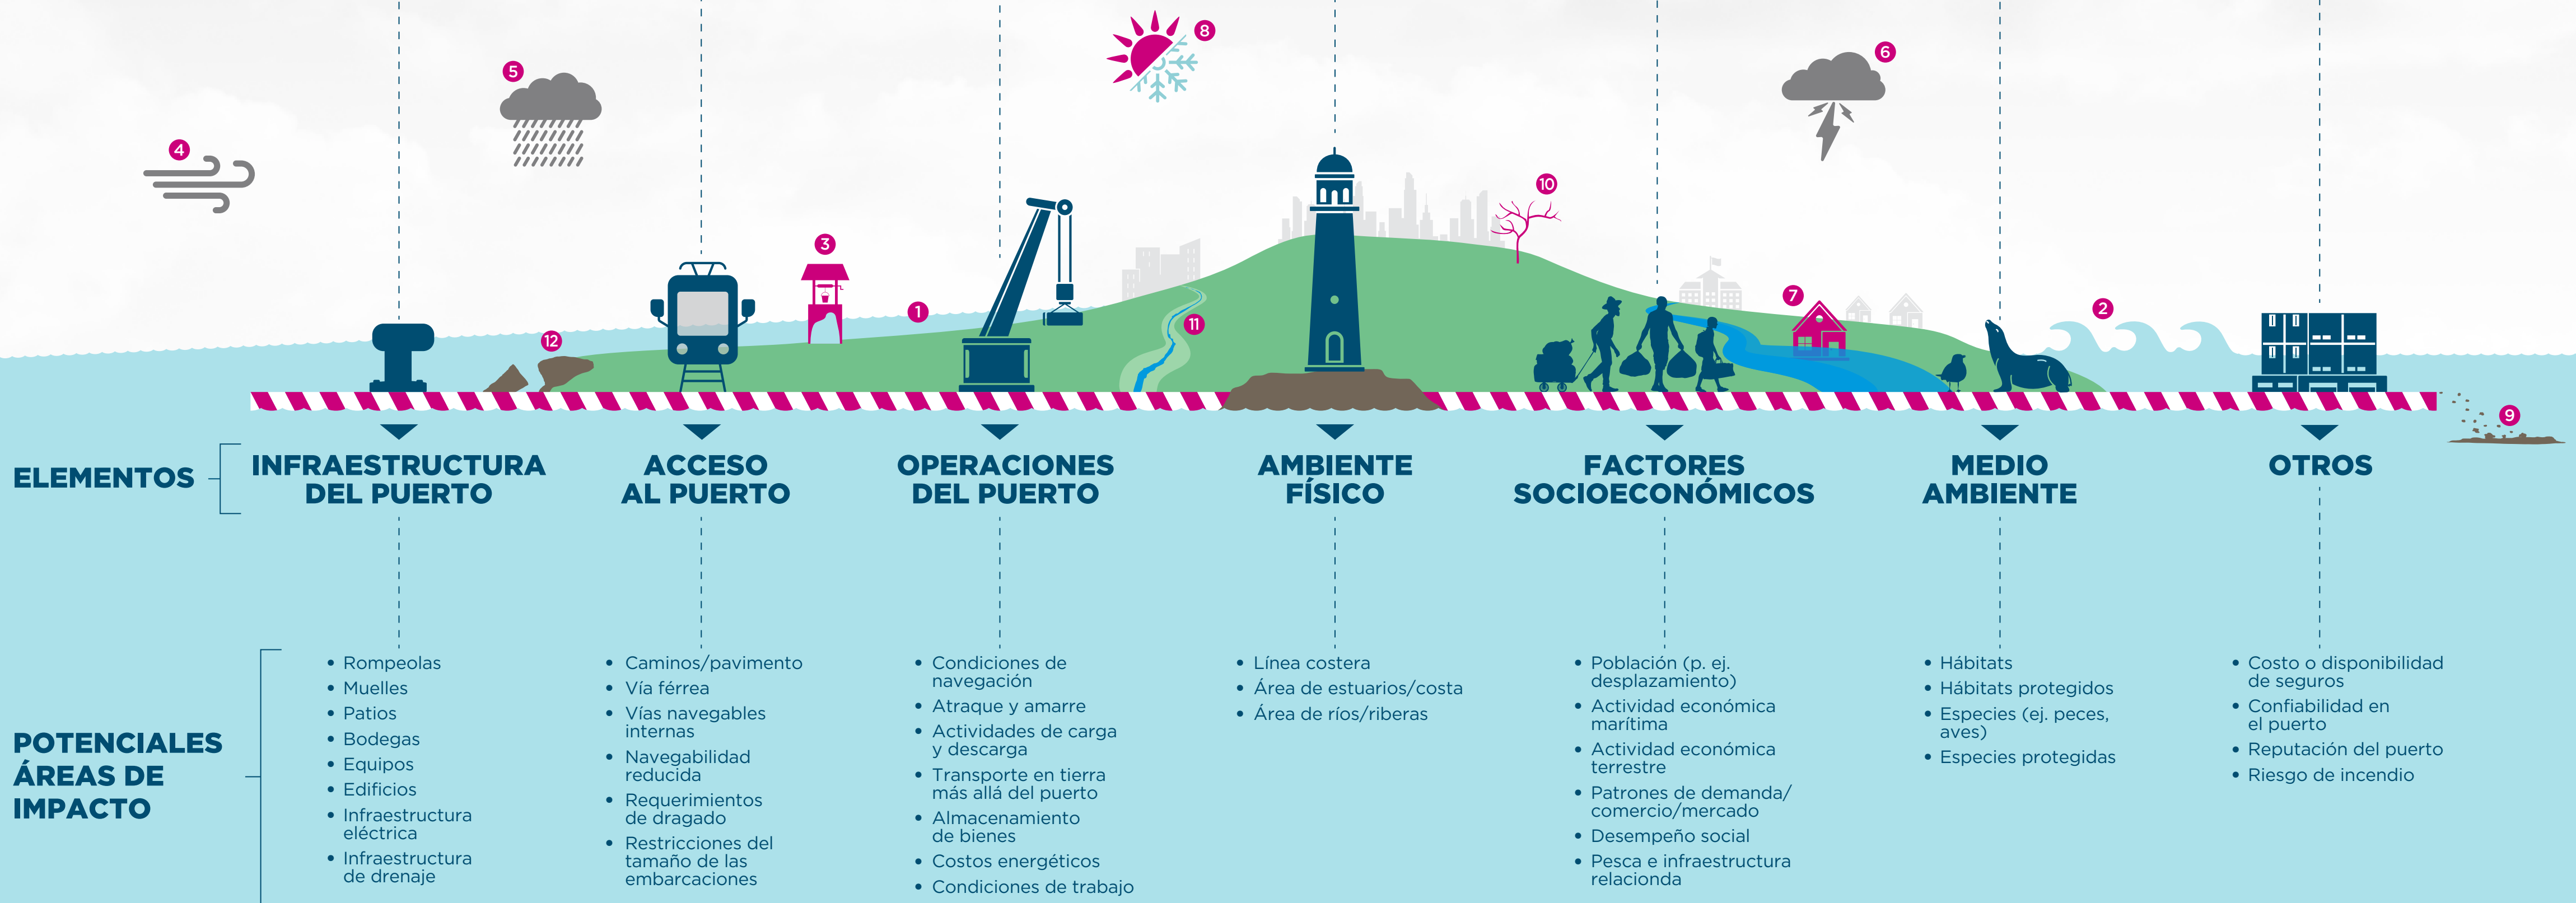 8
6
5
4
10
3
7
2
1
11
12
9
ELEMENTOS
INFRAESTRUCTURA
DEL PUERTO
ACCESO
AL PUERTO
OPERACIONES
DEL PUERTO
AMBIENTE
FÍSICO
FACTORES
SOCIOECONÓMICOS
MEDIO
AMBIENTE
OTROS
POTENCIALES
ÁREAS DE
IMPACTO
• Rompeolas
• Muelles
• Patios
• Bodegas
• Equipos
• Edificios
• Infraestructura
eléctrica
• Infraestructura
de drenaje
• Caminos/pavimento
• Vía férrea
• Vías navegables
internas
• Navegabilidad
reducida
• Requerimientos
de dragado
• Restricciones del
tamaño de las
embarcaciones
• Condiciones de
navegación
• Atraque y amarre
• Actividades de carga
y descarga
• Transporte en tierra
más allá del puerto
• Almacenamiento
de bienes
• Costos energéticos
• Condiciones de trabajo
• Línea costera
• Área de estuarios/costa
• Área de ríos/riberas
• Población (p. ej.
desplazamiento)
• Actividad económica
marítima
• Actividad económica
terrestre
• Patrones de demanda/
comercio/mercado
• Desempeño social
• Pesca e infraestructura
relacionda
• Hábitats
• Hábitats protegidos
• Especies (ej. peces,
aves)
• Especies protegidas
• Costo o disponibilidad
de seguros
• Confiabilidad en
el puerto
• Reputación del puerto
• Riesgo de incendio